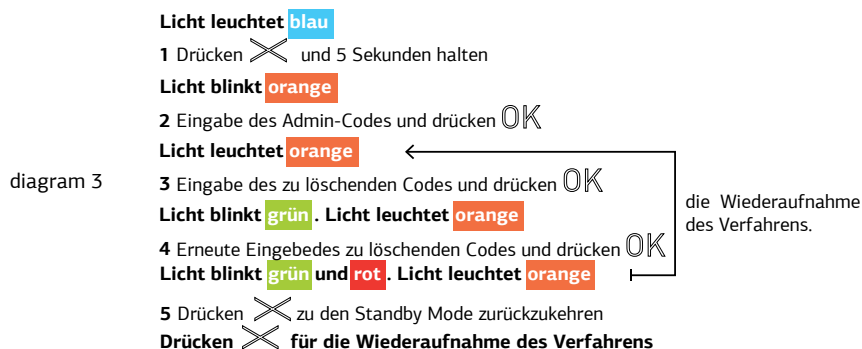 Licht leuchtet blau
1 Drücken und 5 Sekunden halten
Licht blinkt orange
2 Eingabe des Admin-Codes und drücken OK
Licht leuchtet orange
diagram 3
3 Eingabe des zu löschenden Codes und drücken OK
die Wiederaufnahme
des Verfahrens.
Licht blinkt grün. Licht leuchtet orange
4 Erneute Eingebedes zu löschenden Codes und drücken OK
Licht blinkt grün und rot. Licht leuchtet orange
5 Drücken zu den Standby Mode zurückzukehren
Drücken für die Wiederaufnahme des Verfahrens